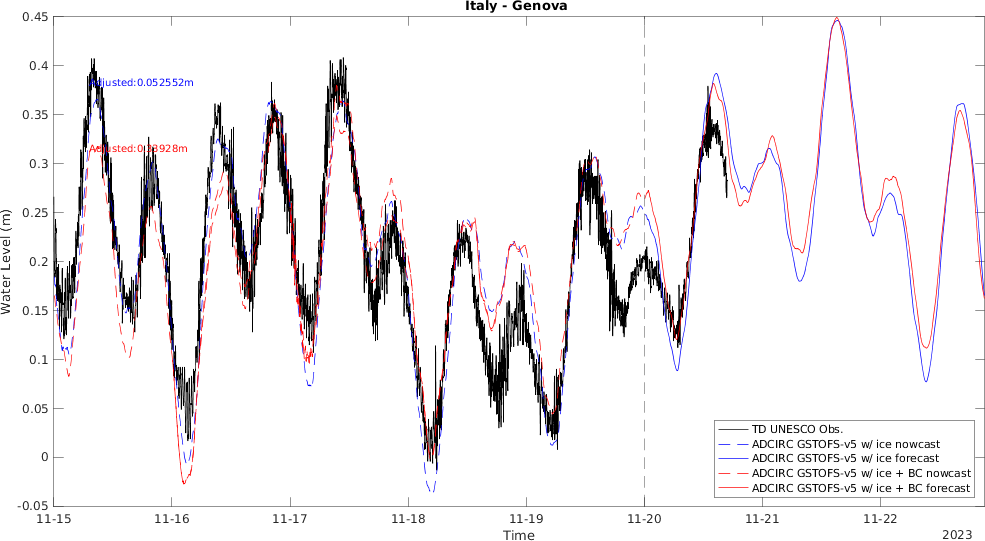 Italy - Genova
0.45
0.4
0.35
0.3
0.25
0.2
0.15
0.1
0.05
0
-0.05
Water Level (m)
Adjusted:0.052552m
Adjusted:0.33928m
TD UNESCO Obs.
ADCIRC GSTOFS-v5 w/ ice nowcast
ADCIRC GSTOFS-v5 w/ ice forecast
ADCIRC GSTOFS-v5 w/ ice + BC nowcast
ADCIRC GSTOFS-v5 w/ ice + BC forecast
11-15 11-16 11-17 11-18 11-19 11-20 11-21 11-22
Time
2023